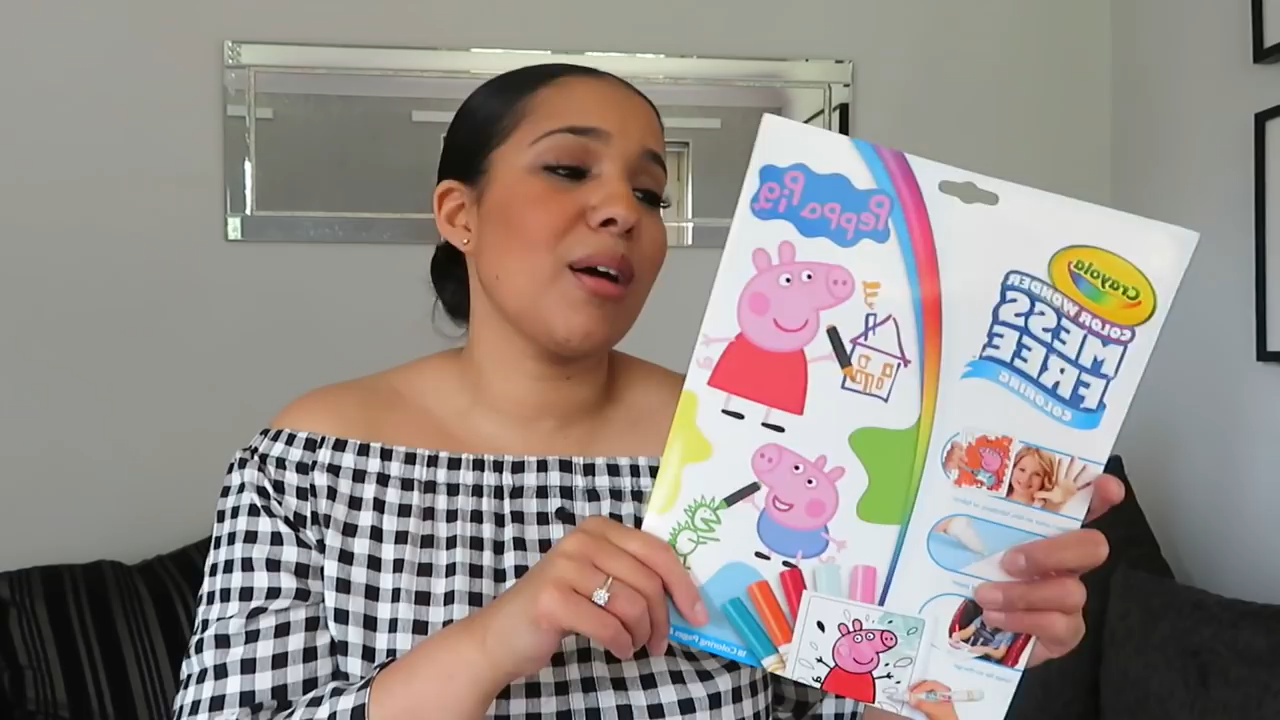 Peppa Pig
Crayola
COLOR WONDER
MESS
FREE
COLORING
18 Coloring Pages